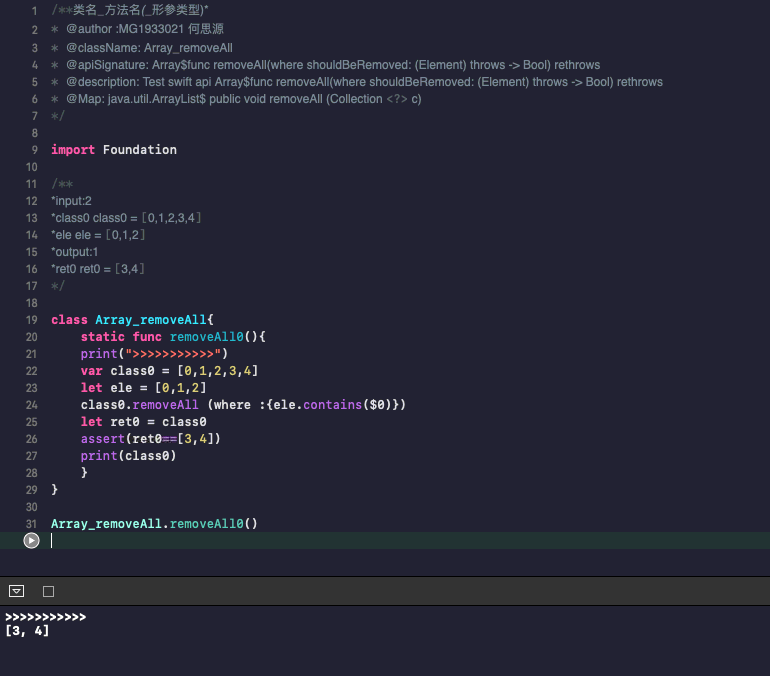 1 /**类名_方法名(_形参类型)*
2 * @author :MG1933021 何思源
3 * @className: Array_removeAll
4 * @apiSignature: Array$func removeAll(where shouldBeRemoved: (Element) throws -> Bool) rethrows
5 * @description: Test swift api Array$func removeAll(where shouldBeRemoved: (Element) throws -> Bool) rethrows
6 * @Map: java.util.ArrayList$ public void removeAll (Collection <?> c)
7 */
8
9 import Foundation
10
11 /**
12 *input:2
13 *class0 class0 = [0,1,2,3,4]
14 *ele ele = [0,1,2]
15 *output:1
16 *ret0 ret0 = [3,4]
17 */
18
19 class Array_removeAll{
20 static func removeAll0(){
21 print(">>>>>>>>>>>")
22 var class0 = [0,1,2,3,4]
23 let ele = [0,1,2]
24 class0.removeAll (where :{ele.contains($0)})
25 let ret0 = class0
26 assert(ret0==[3,4])
27 print(class0)
28 }
29 }
30
31 Array_removeAll.removeAll0()
>>>>>>>>>>>
[3, 4]